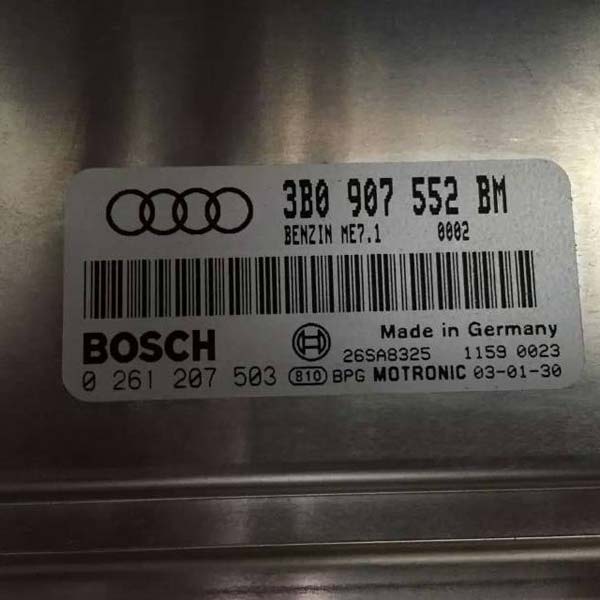 3B0 907 552 BM
BENZIN ME7.1 0002
BOSCH
Made in Germany
26SA8325 1159 0023
0 261 207 503 810 BPG MOTRONIC 03-01-30